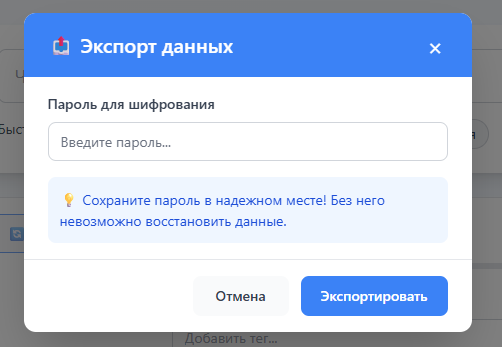 Экспорт данных
Пароль для шифрования
Введите пароль...
Сохраните пароль в надежном месте! Без него
невозможно восстановить данные.
Отмена
Экспортировать
Добавить тег...